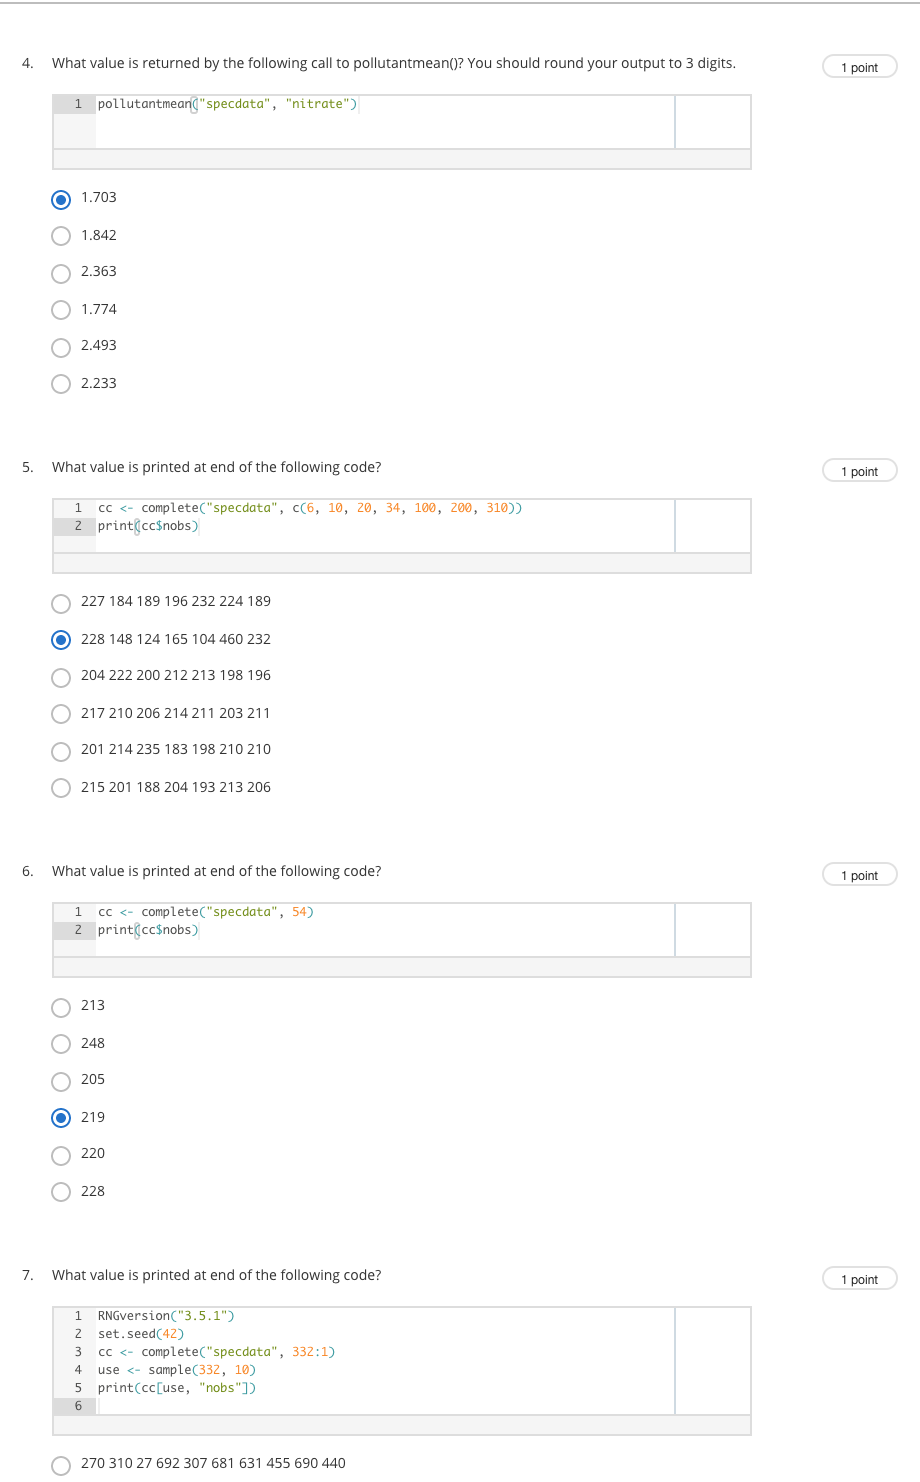 4. What value is returned by the following call to pollutantmean()? You should round your output to 3 digits.
1 point
1 pollutantmean("specdata", "nitrate")
1.703
1.842
2.363
1.774
2.493
2.233
5. What value is printed at end of the following code?
1 point
1 cc <- complete("specdata", c(6, 10, 20, 34, 100, 200, 310))
2 print(cc$nobs)
227 184 189 196 232 224 189
228 148 124 165 104 460 232
204 222 200 212 213 198 196
217 210 206 214 211 203 211
201 214 235 183 198 210 210
215 201 188 204 193 213 206
6. What value is printed at end of the following code?
1 point
1 cc <- complete("specdata", 54)
2 print(cc$nobs)
213
248
205
219
220
228
7. What value is printed at end of the following code?
1 point
1 RNGversion("3.5.1")
2 set.seed(42)
3 cc <- complete("specdata", 332:1)
4 use <- sample(332, 10)
5 print(cc[use, "nobs"])
6
270 310 27 692 307 681 631 455 690 440